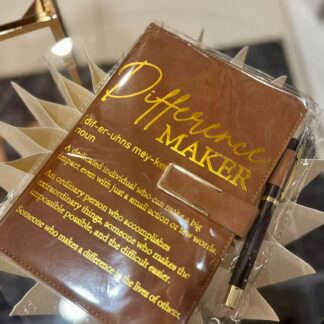 Difference
MAKER
dif-er-uhns mey-ker
noun
A dedicated individual who can make a big
impact even with just a small action or few words.
An ordinary person who accomplishes
extraordinary things, someone who makes the
impossible possible, and the difficult easier.
Someone who makes a difference in the lives of others.